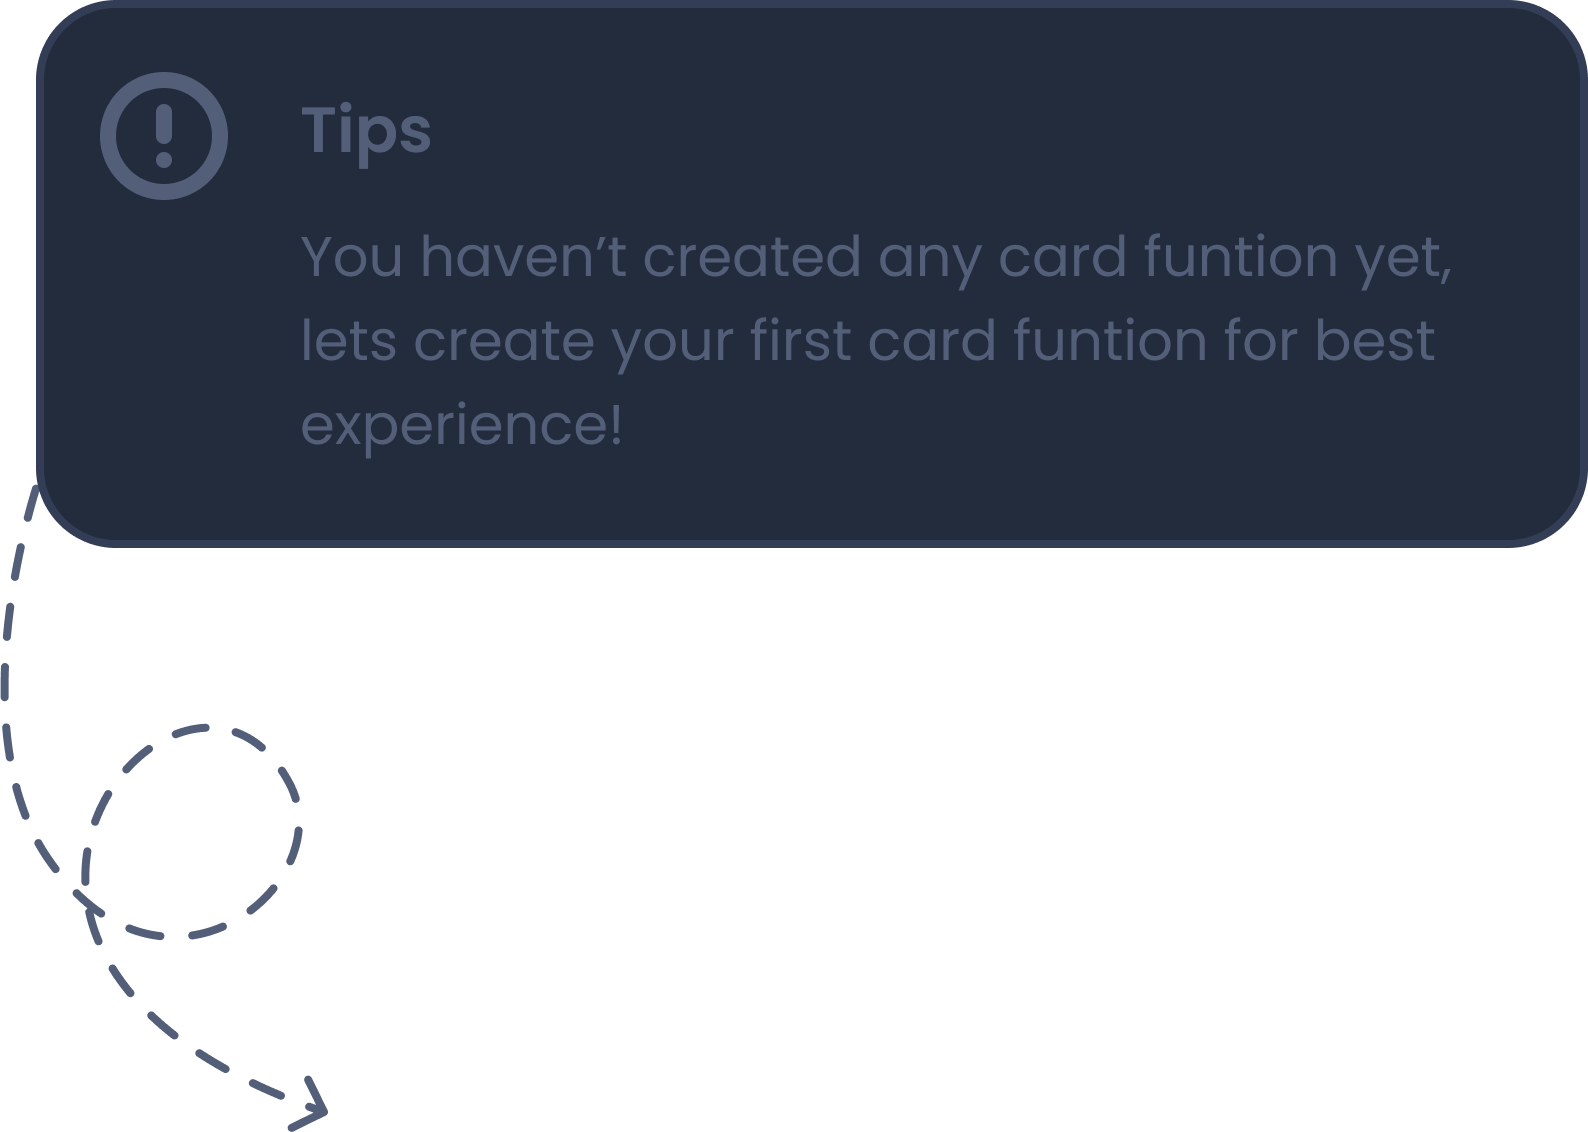 Tips
You haven’t created any card funtion yet,
lets create your first card funtion for best
experience!